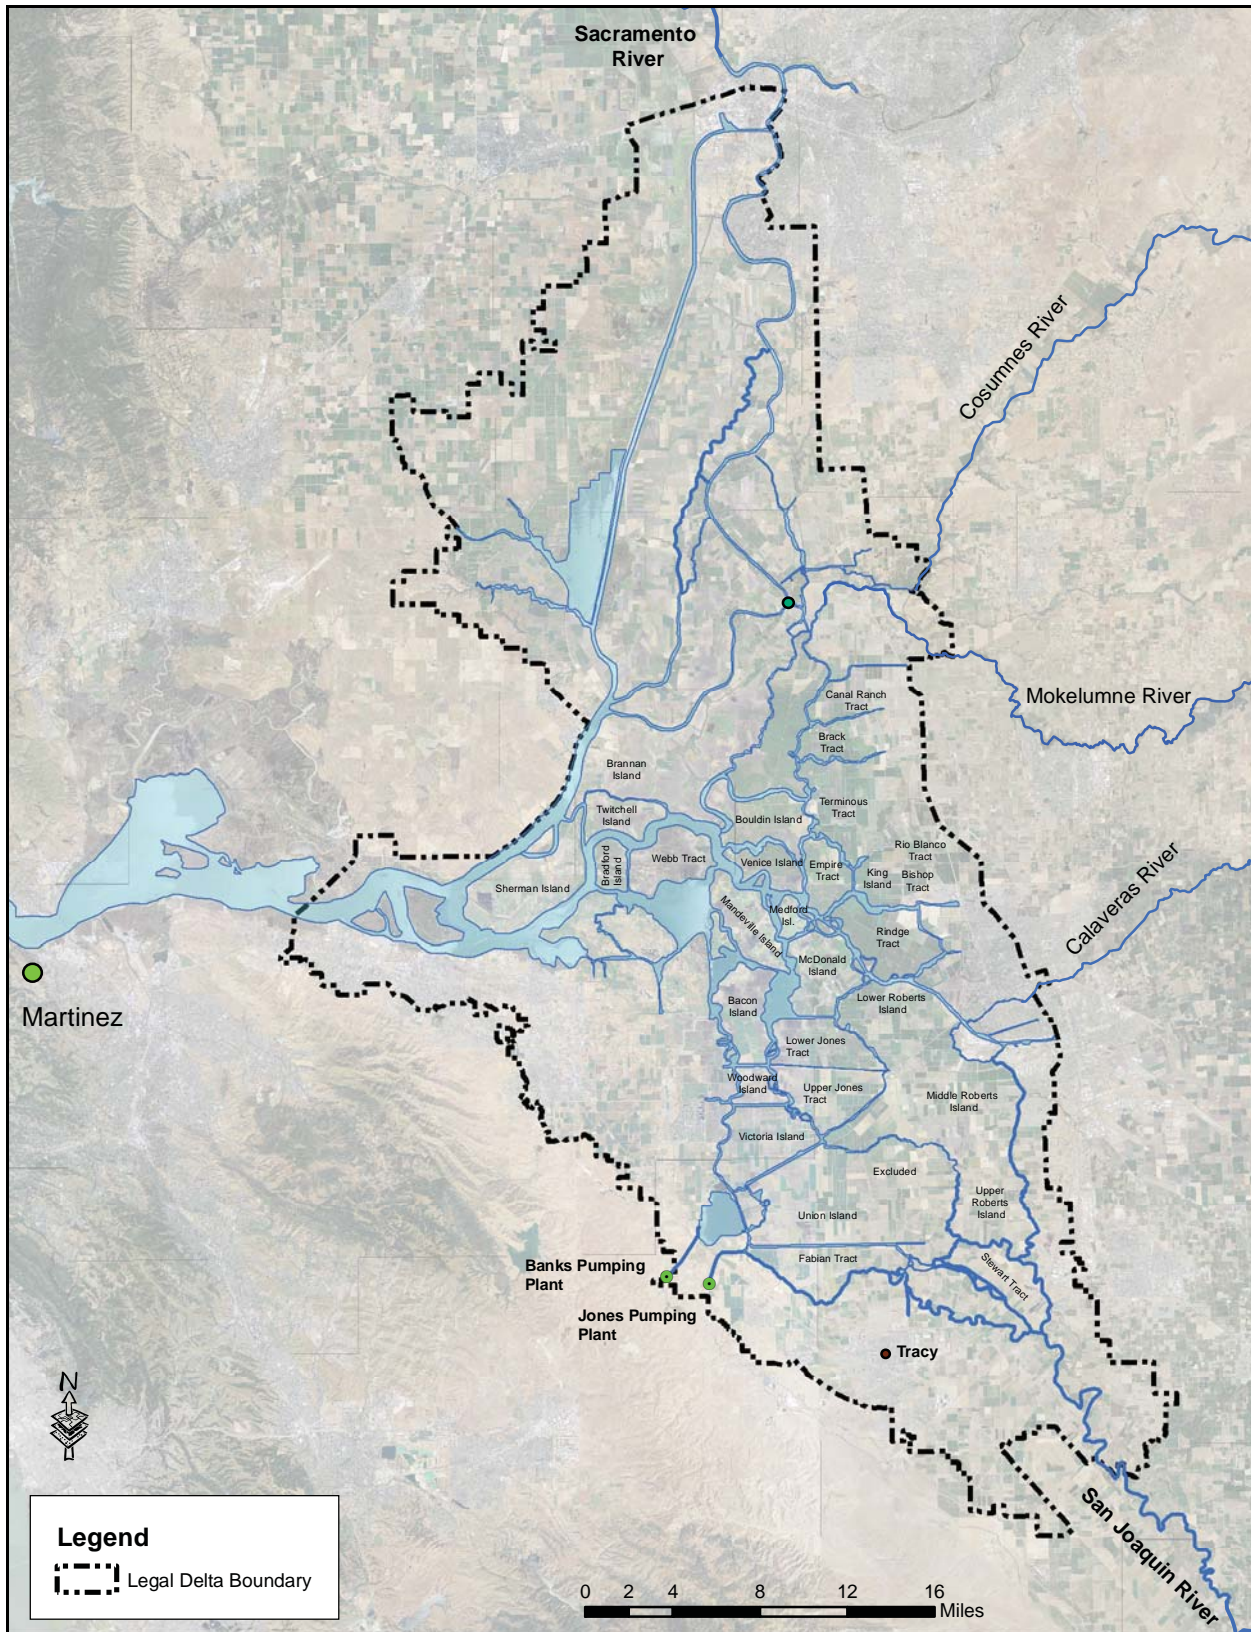 Sacramento
River
Cosumnes River
Mokelumne River
Canal Ranch
Tract
Brack
Tract
Brannan
Island
Twitchell
Island
Terminous
Tract
Bouldin Island
Rio Blanco
Tract
Bradford
Island
Webb Tract
Venice Island
Empire
Tract
King
Island
Bishop
Tract
Sherman Island
Calaveras River
Mandeville Island
Medford
Isl.
Rindge
Tract
McDonald
Island
Martinez
Bacon
Island
Lower Roberts
Island
Lower Jones
Tract
Woodward
Island
Upper Jones
Tract
Middle Roberts
Island
Victoria Island
Excluded
Upper
Roberts
Island
Union Island
Fabian Tract
Stewart Tract
Banks Pumping
Plant
Jones Pumping
Plant
Tracy
N
San Joaquin River
Legend
Legal Delta Boundary
0 2 4 8 12 16
Miles